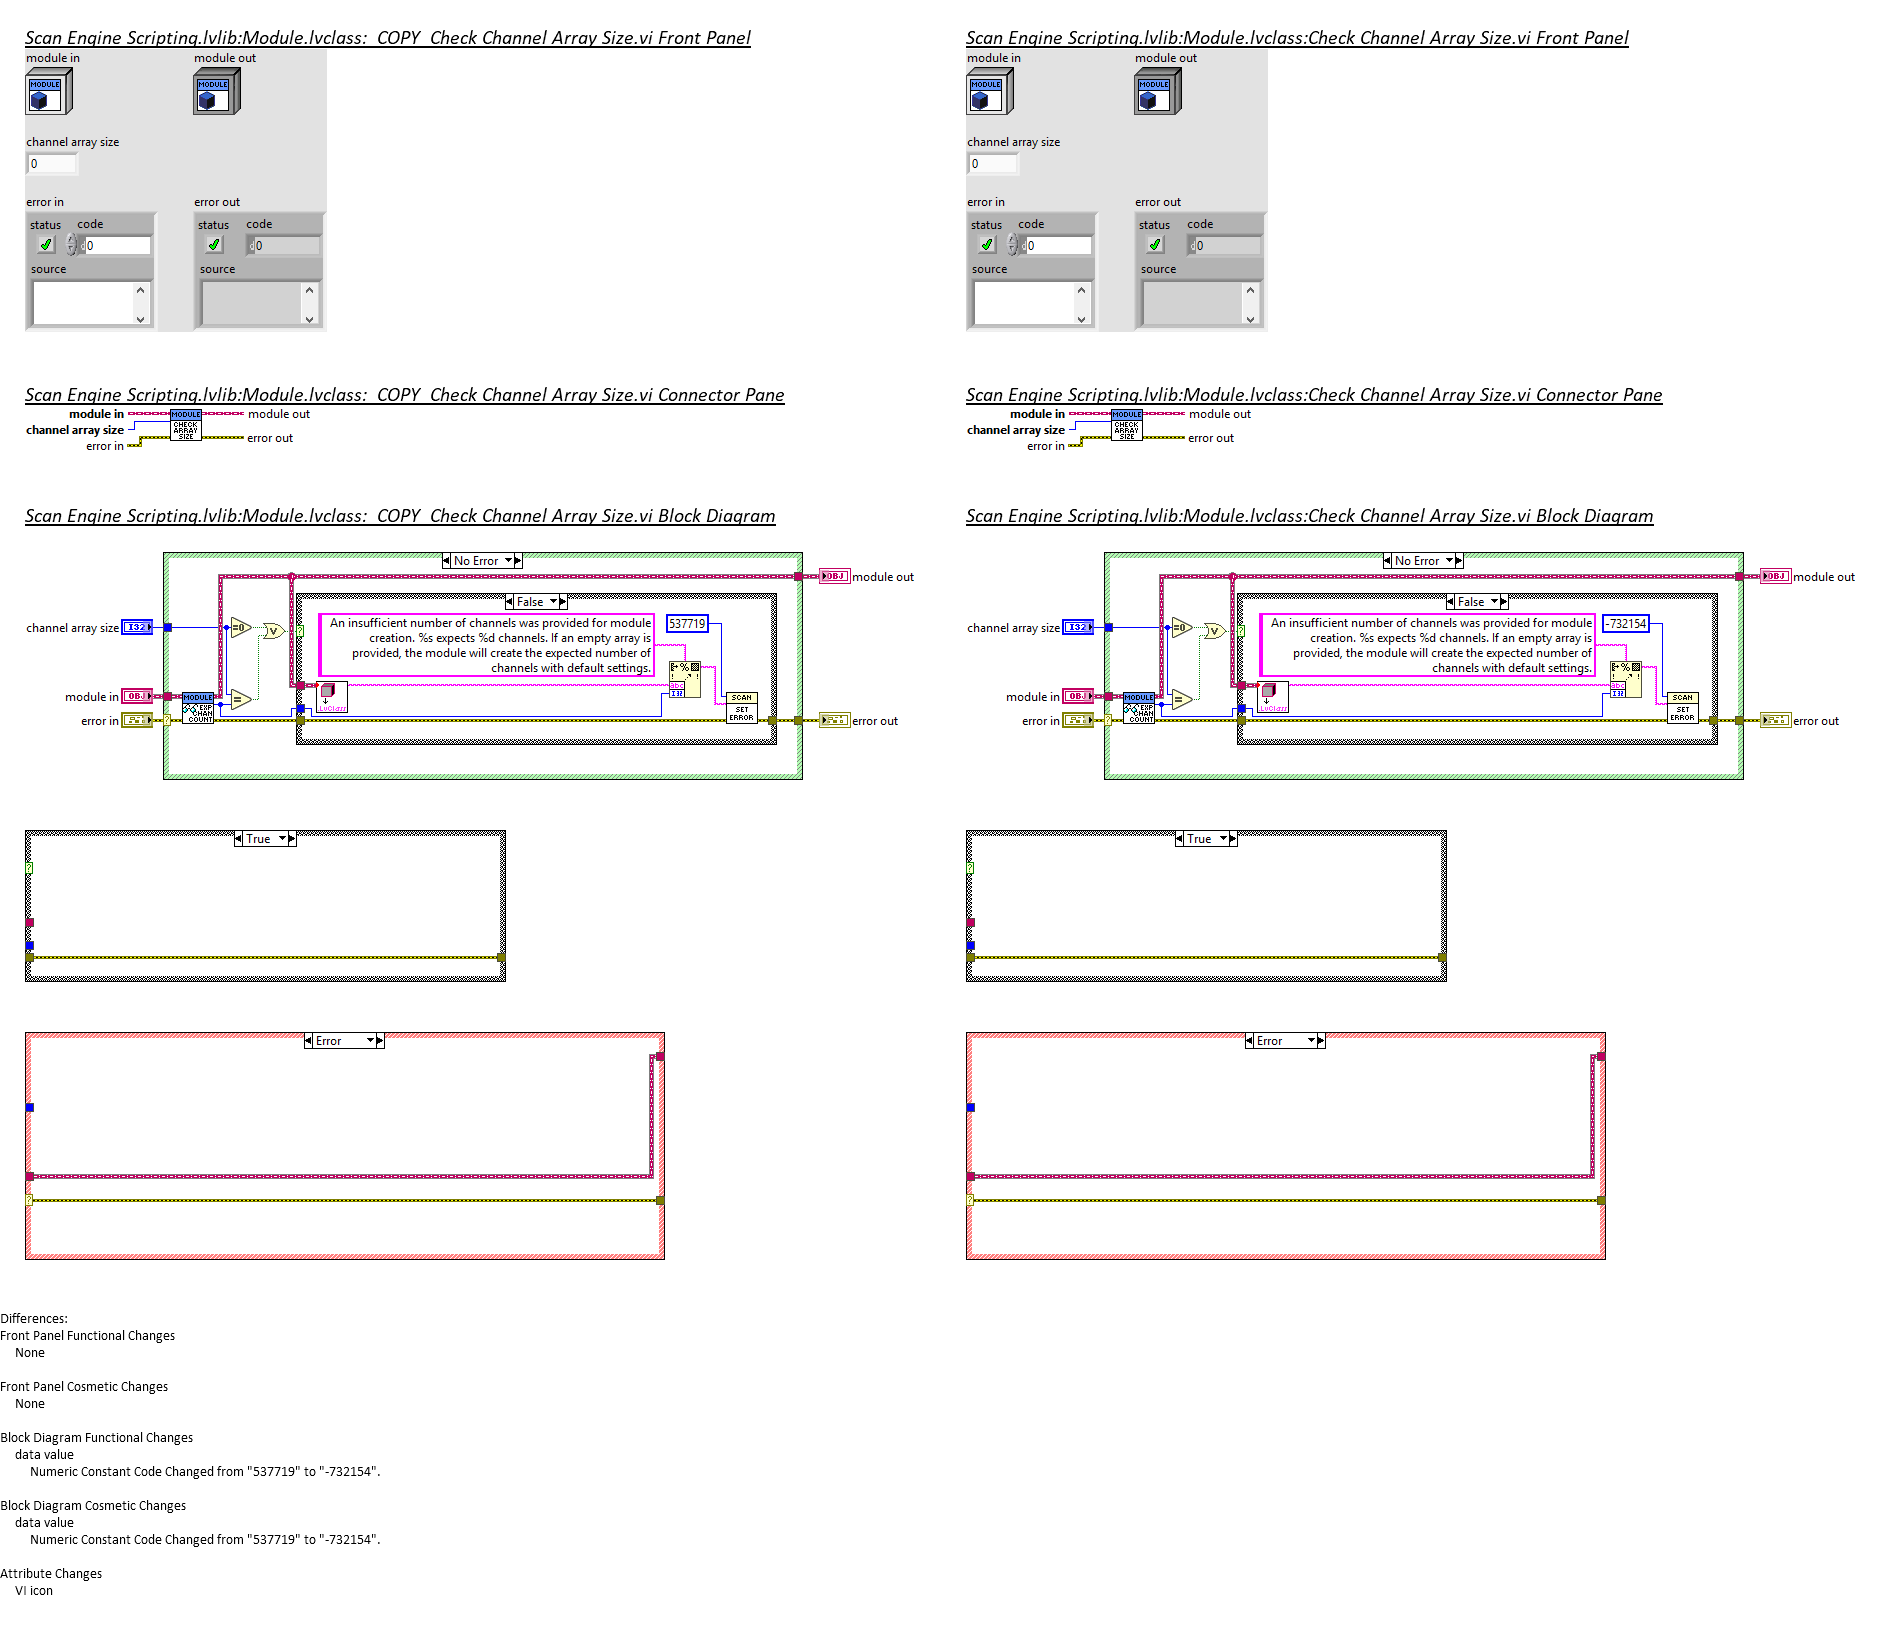 Scan Engine Scripting.lvlib:Module.lvclass:_COPY_Check Channel Array Size.vi Front Panel
module in
module out
MODULE
MODULE
channel array size
0
error in
error out
status
code
status
code
d
0
d
0
source
source
Scan Engine Scripting.lvlib:Module.lvclass:_COPY_Check Channel Array Size.vi Connector Pane
module in
MODULE
module out
channel array size
CHECK
ARRAY
SIZE
error in
error out
Scan Engine Scripting.lvlib:Module.lvclass:_COPY_Check Channel Array Size.vi Block Diagram
No Error
OBJ
module out
False
channel array size
I32
=0
V
An insufficient number of channels was provided for module
creation. %s expects %d channels. If an empty array is
provided, the module will create the expected number of
channels with default settings.
537719
%
abc
I32
module in
OBJ
MODULE
EXP
CHAN
COUNT
=
LvClass
SCAN
SET
ERROR
error in
?
?
error out
True
?
Error
?
Scan Engine Scripting.lvlib:Module.lvclass:Check Channel Array Size.vi Front Panel
module in
module out
MODULE
MODULE
channel array size
0
error in
error out
status
code
status
code
d
0
d
0
source
source
Scan Engine Scripting.lvlib:Module.lvclass:Check Channel Array Size.vi Connector Pane
module in
MODULE
module out
channel array size
CHECK
ARRAY
SIZE
error in
error out
Scan Engine Scripting.lvlib:Module.lvclass:Check Channel Array Size.vi Block Diagram
No Error
OBJ
module out
False
channel array size
I32
=0
V
An insufficient number of channels was provided for module
creation. %s expects %d channels. If an empty array is
provided, the module will create the expected number of
channels with default settings.
-732154
%
abc
I32
module in
OBJ
MODULE
EXP
CHAN
COUNT
=
LvClass
SCAN
SET
ERROR
error in
?
?
error out
True
?
Error
?
Differences:
Front Panel Functional Changes
None
Front Panel Cosmetic Changes
None
Block Diagram Functional Changes
data value
Numeric Constant Code Changed from "537719" to "-732154".
Block Diagram Cosmetic Changes
data value
Numeric Constant Code Changed from "537719" to "-732154".
Attribute Changes
VI icon